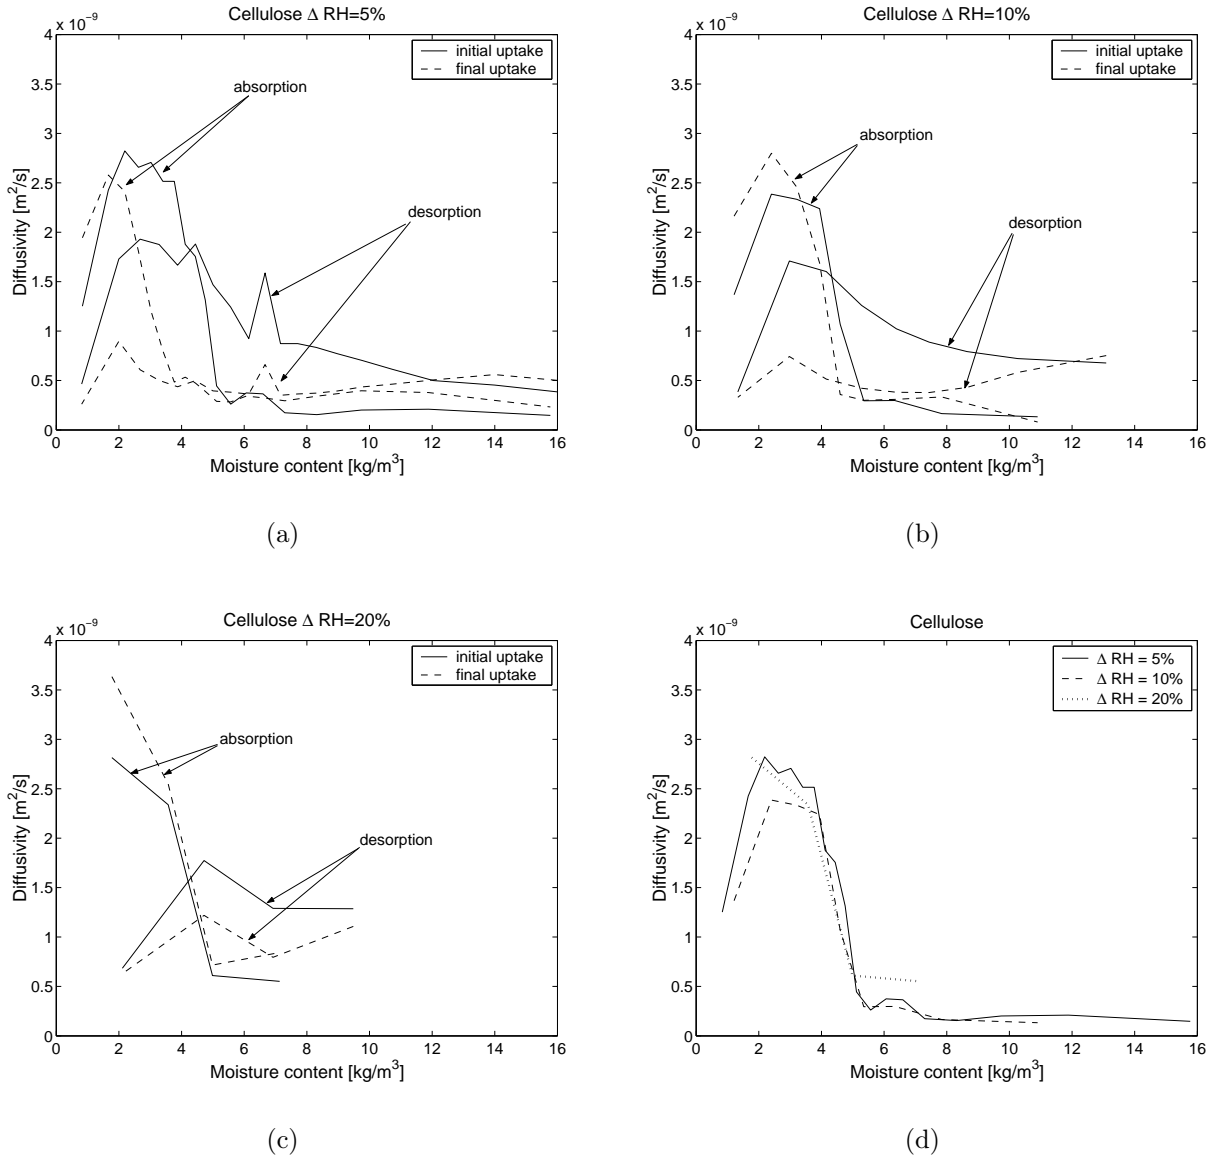 x 10⁻⁹
Cellulose Δ RH=5%
initial uptake
final uptake
absorption
desorption
Diffusivity [m²/s]
4
3.5
3
2.5
2
1.5
1
0.5
0
0 2 4 6 8 10 12 14 16
Moisture content [kg/m³]
(a)
x 10⁻⁹
Cellulose Δ RH=10%
initial uptake
final uptake
absorption
desorption
Diffusivity [m²/s]
4
3.5
3
2.5
2
1.5
1
0.5
0
0 2 4 6 8 10 12 14 16
Moisture content [kg/m³]
(b)
x 10⁻⁹
Cellulose Δ RH=20%
initial uptake
final uptake
absorption
desorption
Diffusivity [m²/s]
4
3.5
3
2.5
2
1.5
1
0.5
0
0 2 4 6 8 10 12 14 16
Moisture content [kg/m³]
(c)
x 10⁻⁹
Cellulose
Δ RH = 5%
Δ RH = 10%
Δ RH = 20%
Diffusivity [m²/s]
4
3.5
3
2.5
2
1.5
1
0.5
0
0 2 4 6 8 10 12 14 16
Moisture content [kg/m³]
(d)